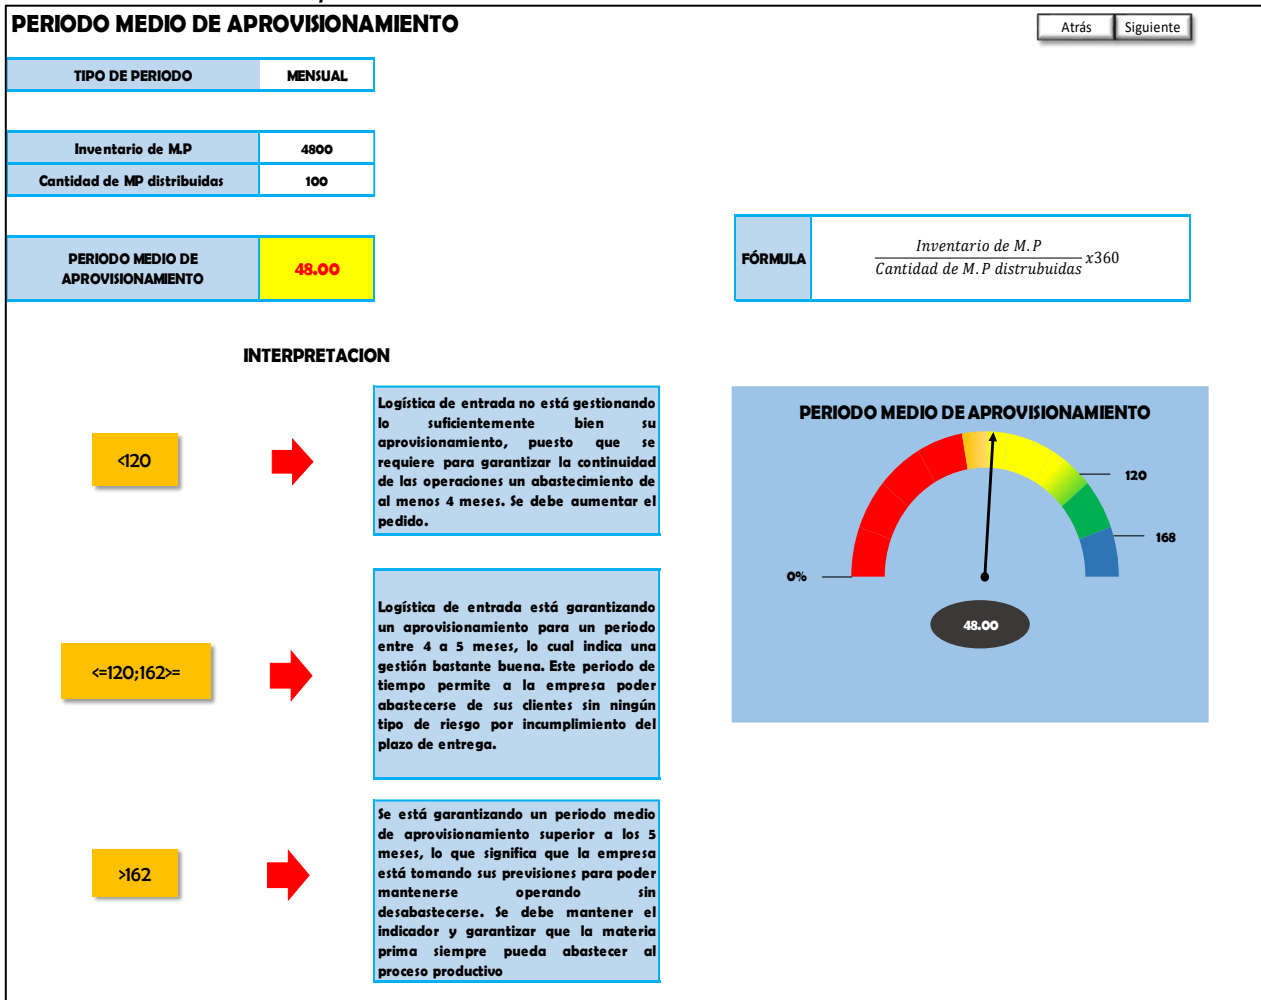 PERIODO MEDIO DE APROVISIONAMIENTO
Atrás
Siguiente
TIPO DE PERIODO
MENSUAL
Inventario de M.P
4800
Cantidad de MP distribuidas
100
PERIODO MEDIO DE
APROVISIONAMIENTO
48.00
FÓRMULA
Inventario de M.P
Cantidad de M.P distrubuidas
x360
INTERPRETACION
<120
Logística de entrada no está gestionando
lo suficientemente bien su
aprovisionamiento, puesto que se
requiere para garantizar la continuidad
de las operaciones un abastecimiento de
al menos 4 meses. Se debe aumentar el
pedido.
<=120;162>=
Logística de entrada está garantizando
un aprovisionamiento para un periodo
entre 4 a 5 meses, lo cual indica una
gestión bastante buena. Este periodo de
tiempo permite a la empresa poder
abastecerse de sus clientes sin ningún
tipo de riesgo por incumplimiento del
plazo de entrega.
>162
Se está garantizando un periodo medio
de aprovisionamiento superior a los 5
meses, lo que significa que la empresa
está tomando sus previsiones para poder
mantenerse operando sin
desabastecerse. Se debe mantener el
indicador y garantizar que la materia
prima siempre pueda abastecer al
proceso productivo
PERIODO MEDIO DE APROVISIONAMIENTO
120
168
0%
48.00